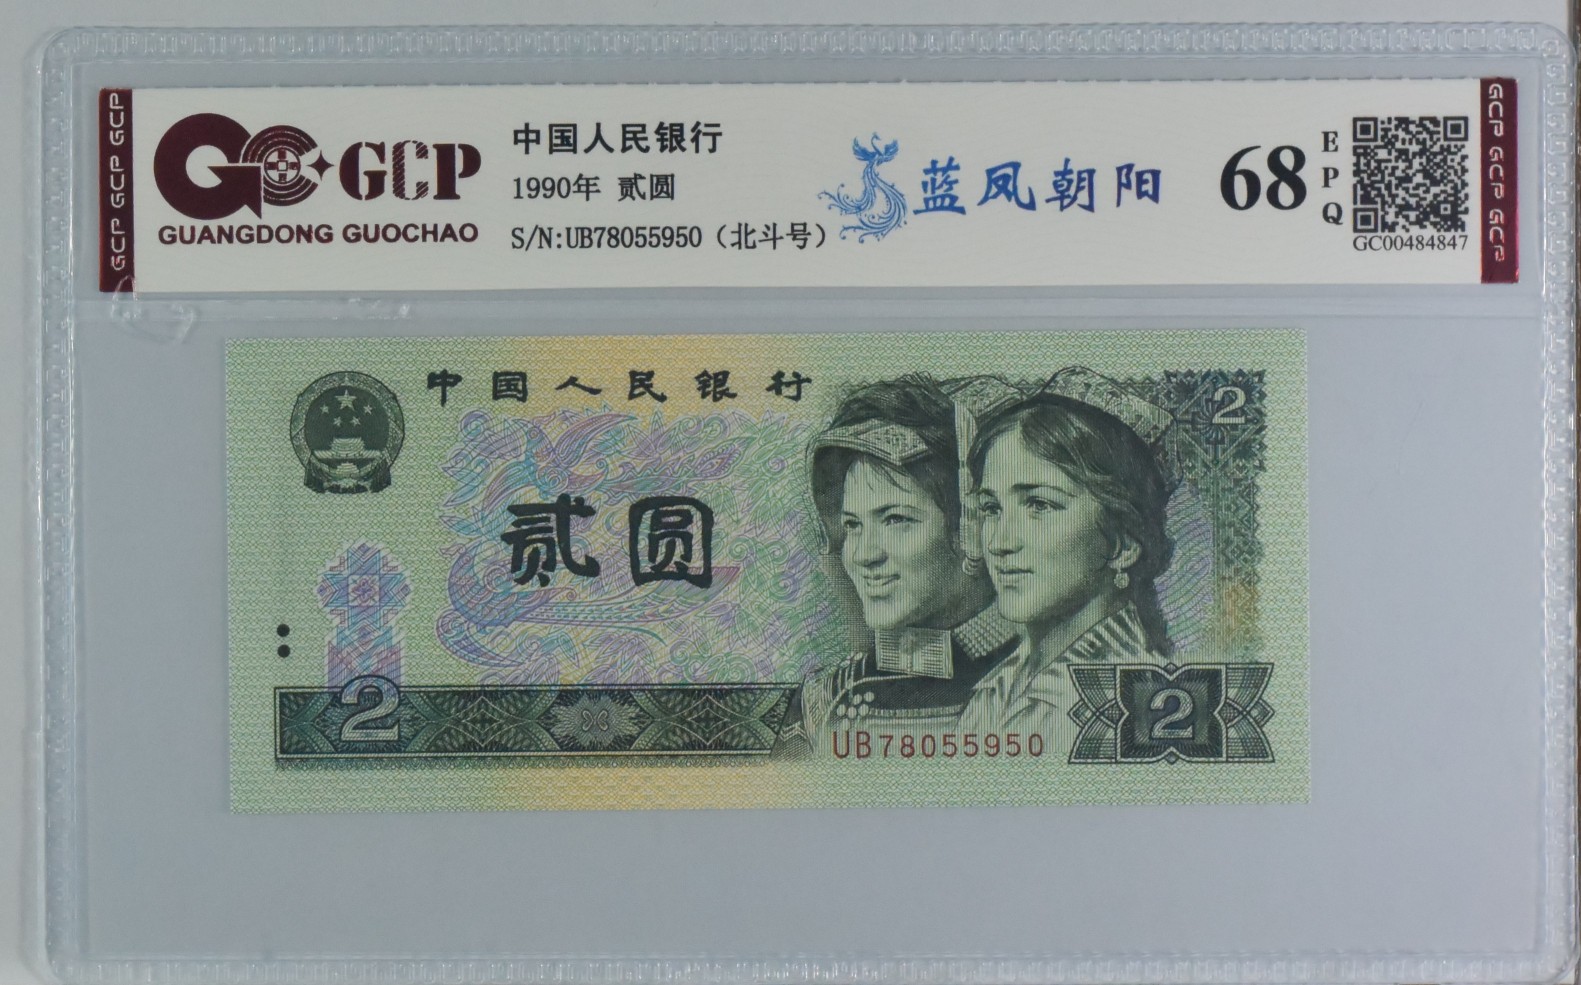 GCP
GUANGDONG GUOCHAO
中国人民银行
1990年 贰圆
S/N:UB78055950（北斗号）
蓝凤朝阳
68
EPQ
GC00484847
GCP GCP GCP
GCP GCP GCP
中国人民银行
2
贰圆
2
UB78055950
2